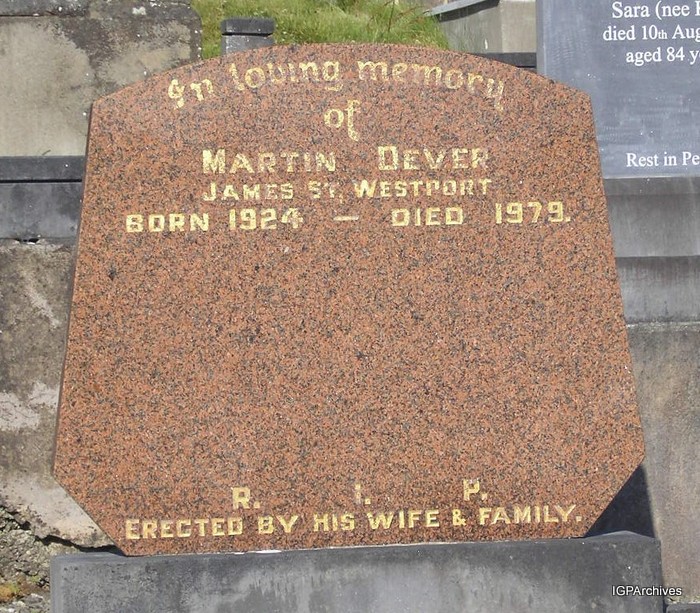 In loving memory
of
MARTIN DEVER
JAMES ST, WESTPORT
BORN 1924 — DIED 1979.
R. I. P.
ERECTED BY HIS WIFE & FAMILY.
Sara (nee
died 10th Aug
aged 84 y
Rest in Pe
IGPArchives